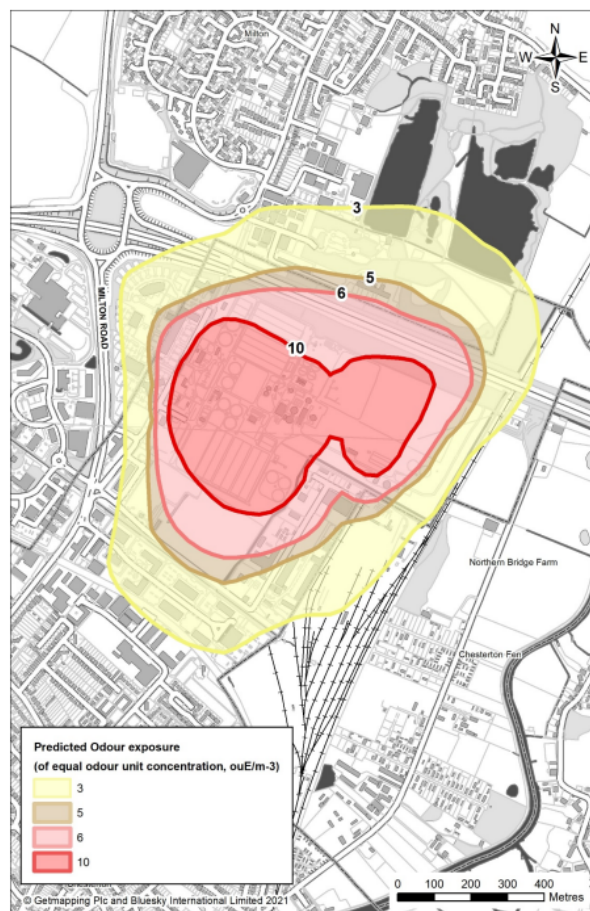 N
W E
S
Milton
3
5
6
10
MILTON ROAD
Northern Bridge Farm
Chesterton Fen
Predicted Odour exposure
(of equal odour unit concentration, ouE/m-3)
3
5
6
10
Chesterton
0 100 200 300 400
Metres
© Getmapping Plc and Bluesky International Limited 2021